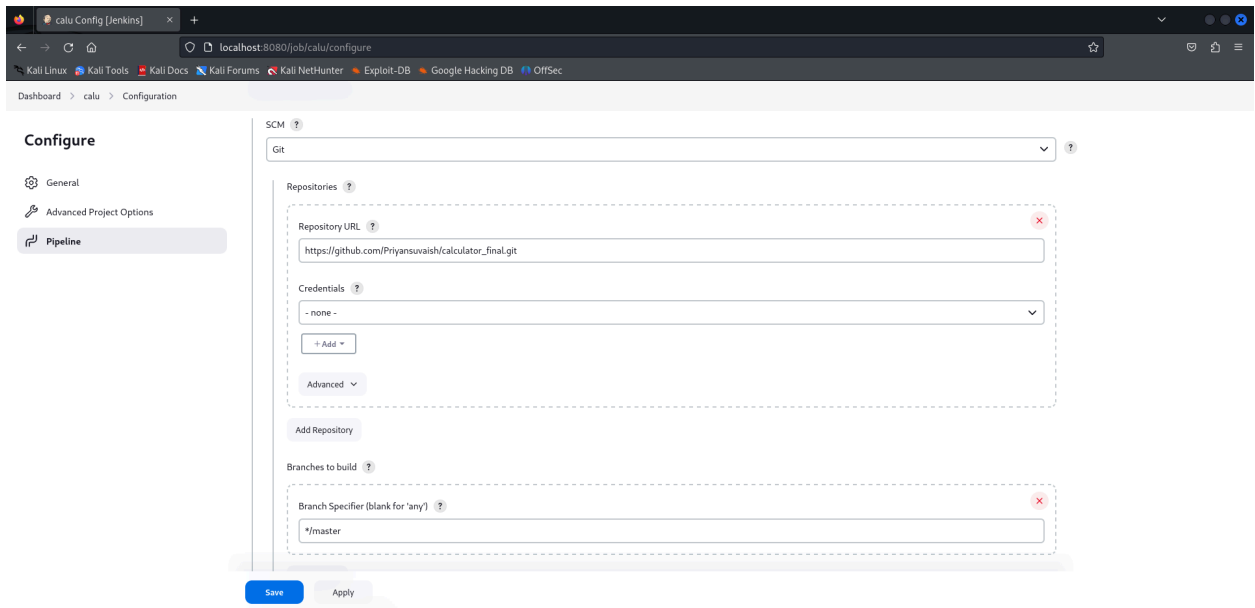 calu Config [Jenkins]
localhost:8080/job/calu/configure
Kali Linux Kali Tools Kali Docs Kali Forums Kali NetHunter Exploit-DB Google Hacking DB OffSec
Dashboard > calu > Configuration
Configure
General
Advanced Project Options
Pipeline
SCM ?
Git
?
Repositories ?
Repository URL ?
https://github.com/Priyansuvaish/calculator_final.git
Credentials ?
- none -
+ Add
Advanced
Add Repository
Branches to build ?
Branch Specifier (blank for 'any') ?
*/master
Save Apply